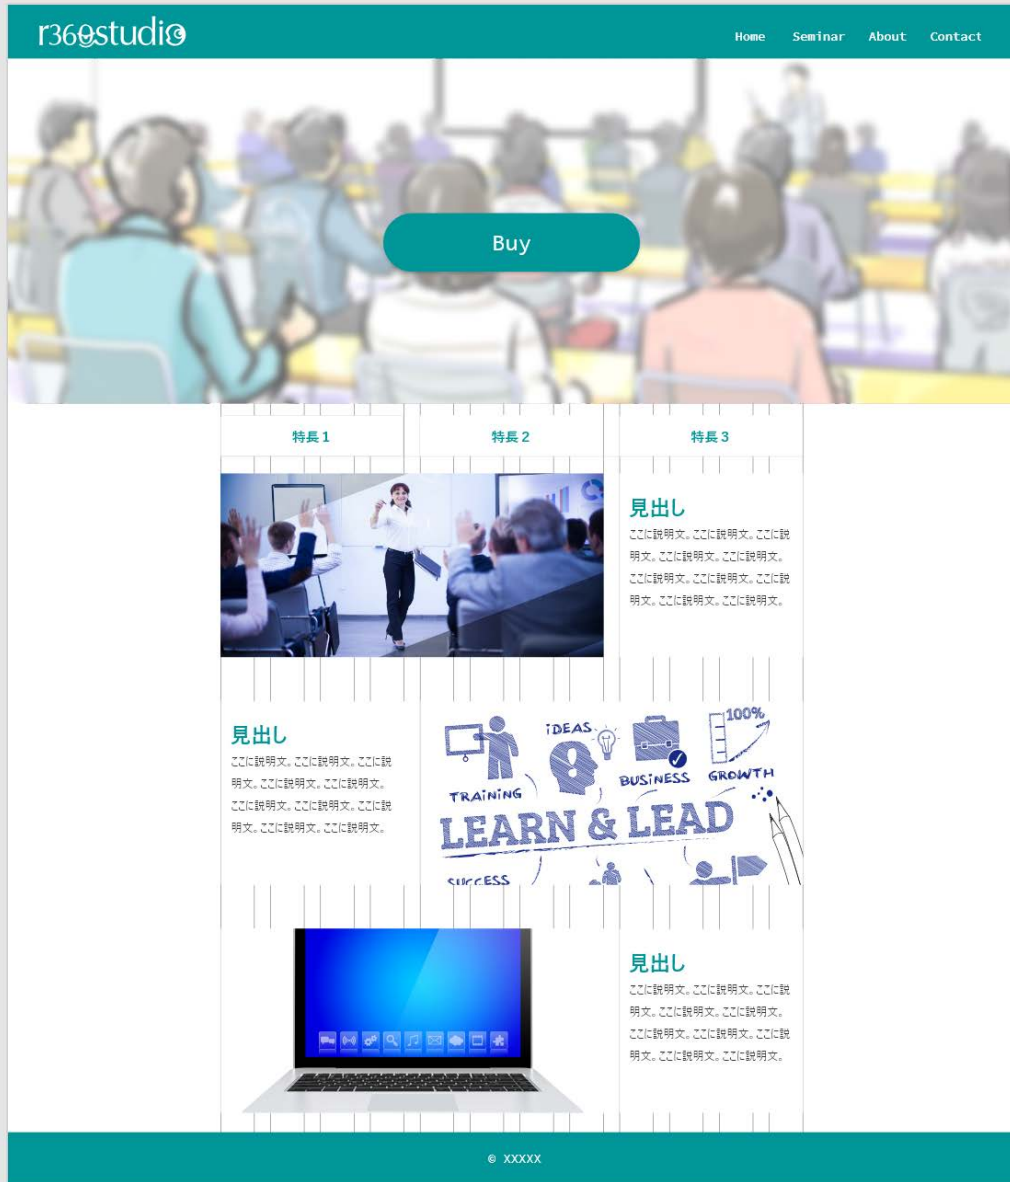 r360studio
Home Seminar About Contact
Buy
特長1 特長2 特長3
見出し
ここに説明文。ここに説明文。ここに説
明文。ここに説明文。ここに説明文。
ここに説明文。ここに説明文。ここに説
明文。ここに説明文。ここに説明文。
見出し
ここに説明文。ここに説明文。ここに説
明文。ここに説明文。ここに説明文。
ここに説明文。ここに説明文。ここに説
明文。ここに説明文。ここに説明文。
TRAiNiNG
iDEAS
BUSiNESS
GROWTH
100%
LEARN & LEAD
SUCCESS
見出し
ここに説明文。ここに説明文。ここに説
明文。ここに説明文。ここに説明文。
ここに説明文。ここに説明文。ここに説
明文。ここに説明文。ここに説明文。
© XXXXX